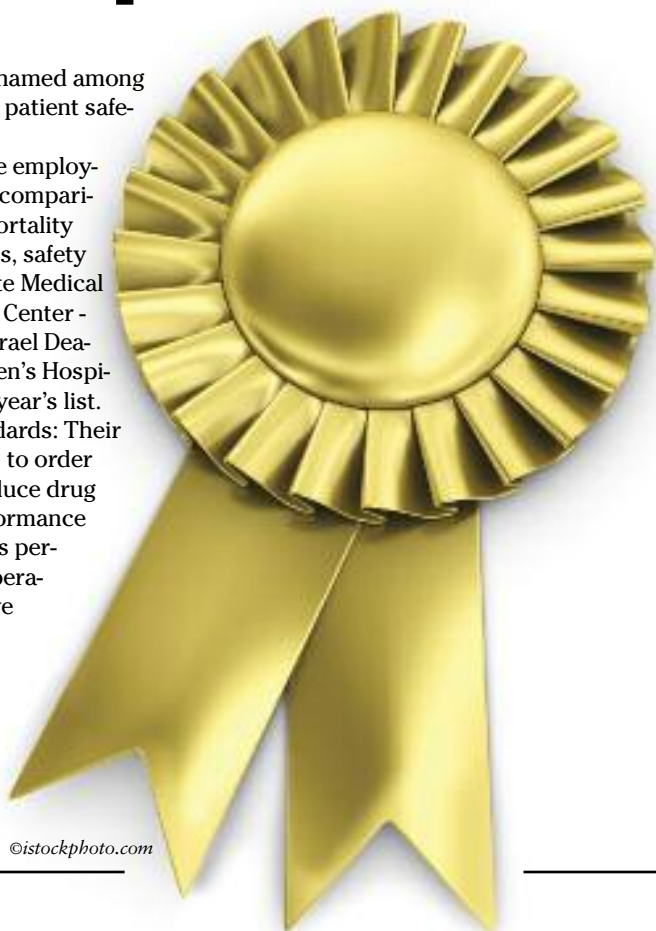 named among
patient safe-
e employ-
compari-
ortality
s, safety
te Medical
Center -
rael Dea-
en's Hospi-
year's list.
dards: Their
to order
duce drug
ormance
s per-
pera-
e
©istockphoto.com